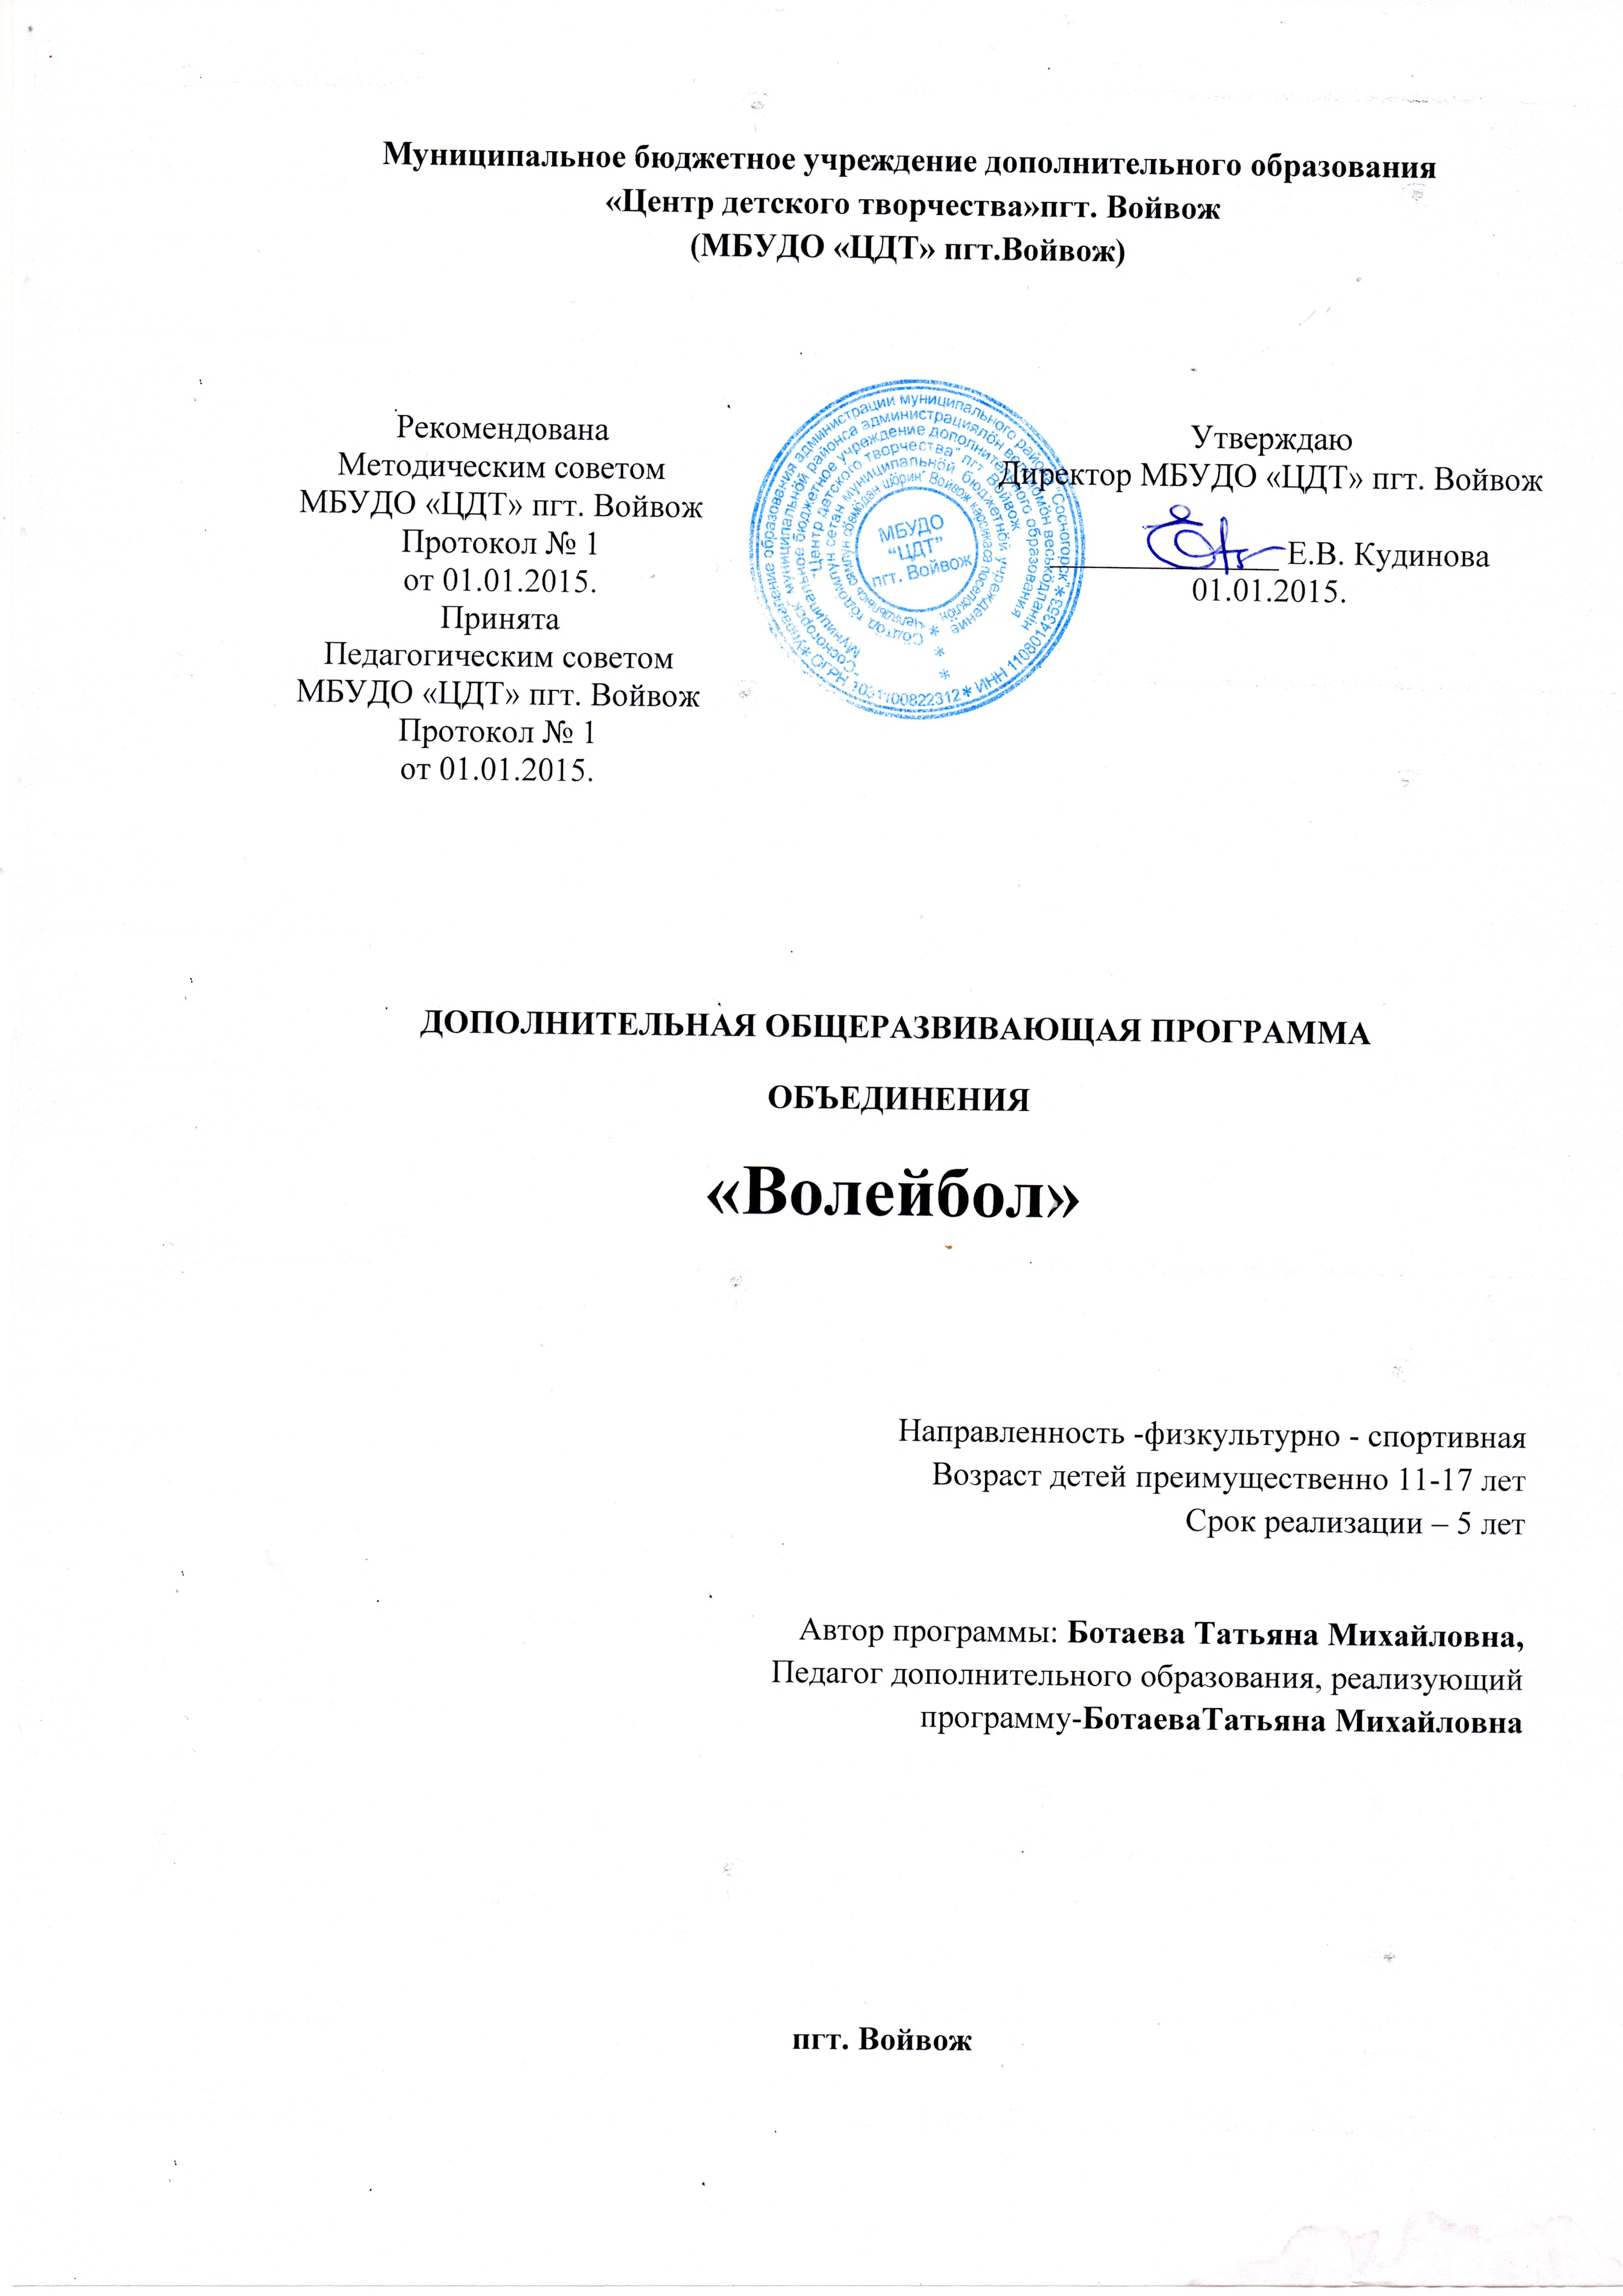 Муниципальное бюджетное учреждение дополнительного образования
«Центр детского творчества»пгт. Войвож
(МБУДО «ЦДТ» пгт.Войвож)
Рекомендована
Методическим советом
МБУДО «ЦДТ» пгт. Войвож
Протокол № 1
от 01.01.2015.
Принята
Педагогическим советом
МБУДО «ЦДТ» пгт. Войвож
Протокол № 1
от 01.01.2015.
МБУДО
"ЦДТ"
пгт. Войвож
ОГРН 1031100822312* ИНН 1108014353*
Утверждаю
Директор МБУДО «ЦДТ» пгт. Войвож
Е.В. Кудинова
01.01.2015.
ДОПОЛНИТЕЛЬНАЯ ОБЩЕРАЗВИВАЮЩАЯ ПРОГРАММА
ОБЪЕДИНЕНИЯ
«Волейбол»
Направленность -физкультурно - спортивная
Возраст детей преимущественно 11-17 лет
Срок реализации – 5 лет
Автор программы: Ботаева Татьяна Михайловна,
Педагог дополнительного образования, реализующий
программу-БотаеваТатьяна Михайловна
пгт. Войвож